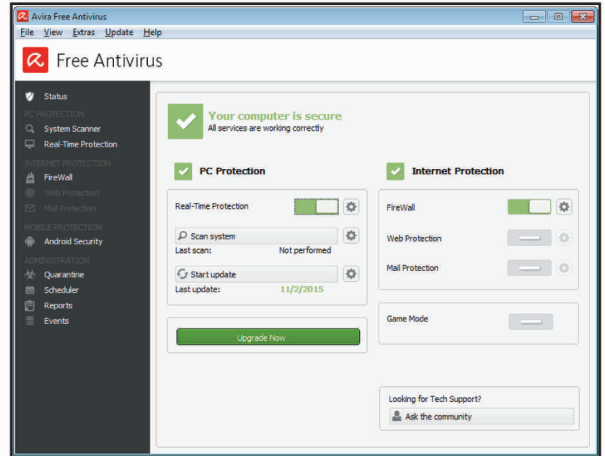 Avira Free Antivirus
File View Extras Update Help
Free Antivirus
Status
PC PROTECTION
System Scanner
Real-Time Protection
INTERNET PROTECTION
FireWall
Web Protection
Mail Protection
MOBILE PROTECTION
Android Security
ADMINISTRATION
Quarantine
Scheduler
Reports
Events
Your computer is secure
All services are working correctly
PC Protection
Real-Time Protection
Scan system
Last scan: Not performed
Start update
Last update: 11/2/2015
Upgrade Now
Internet Protection
FireWall
Web Protection
Mail Protection
Game Mode
Looking for Tech Support?
Ask the community